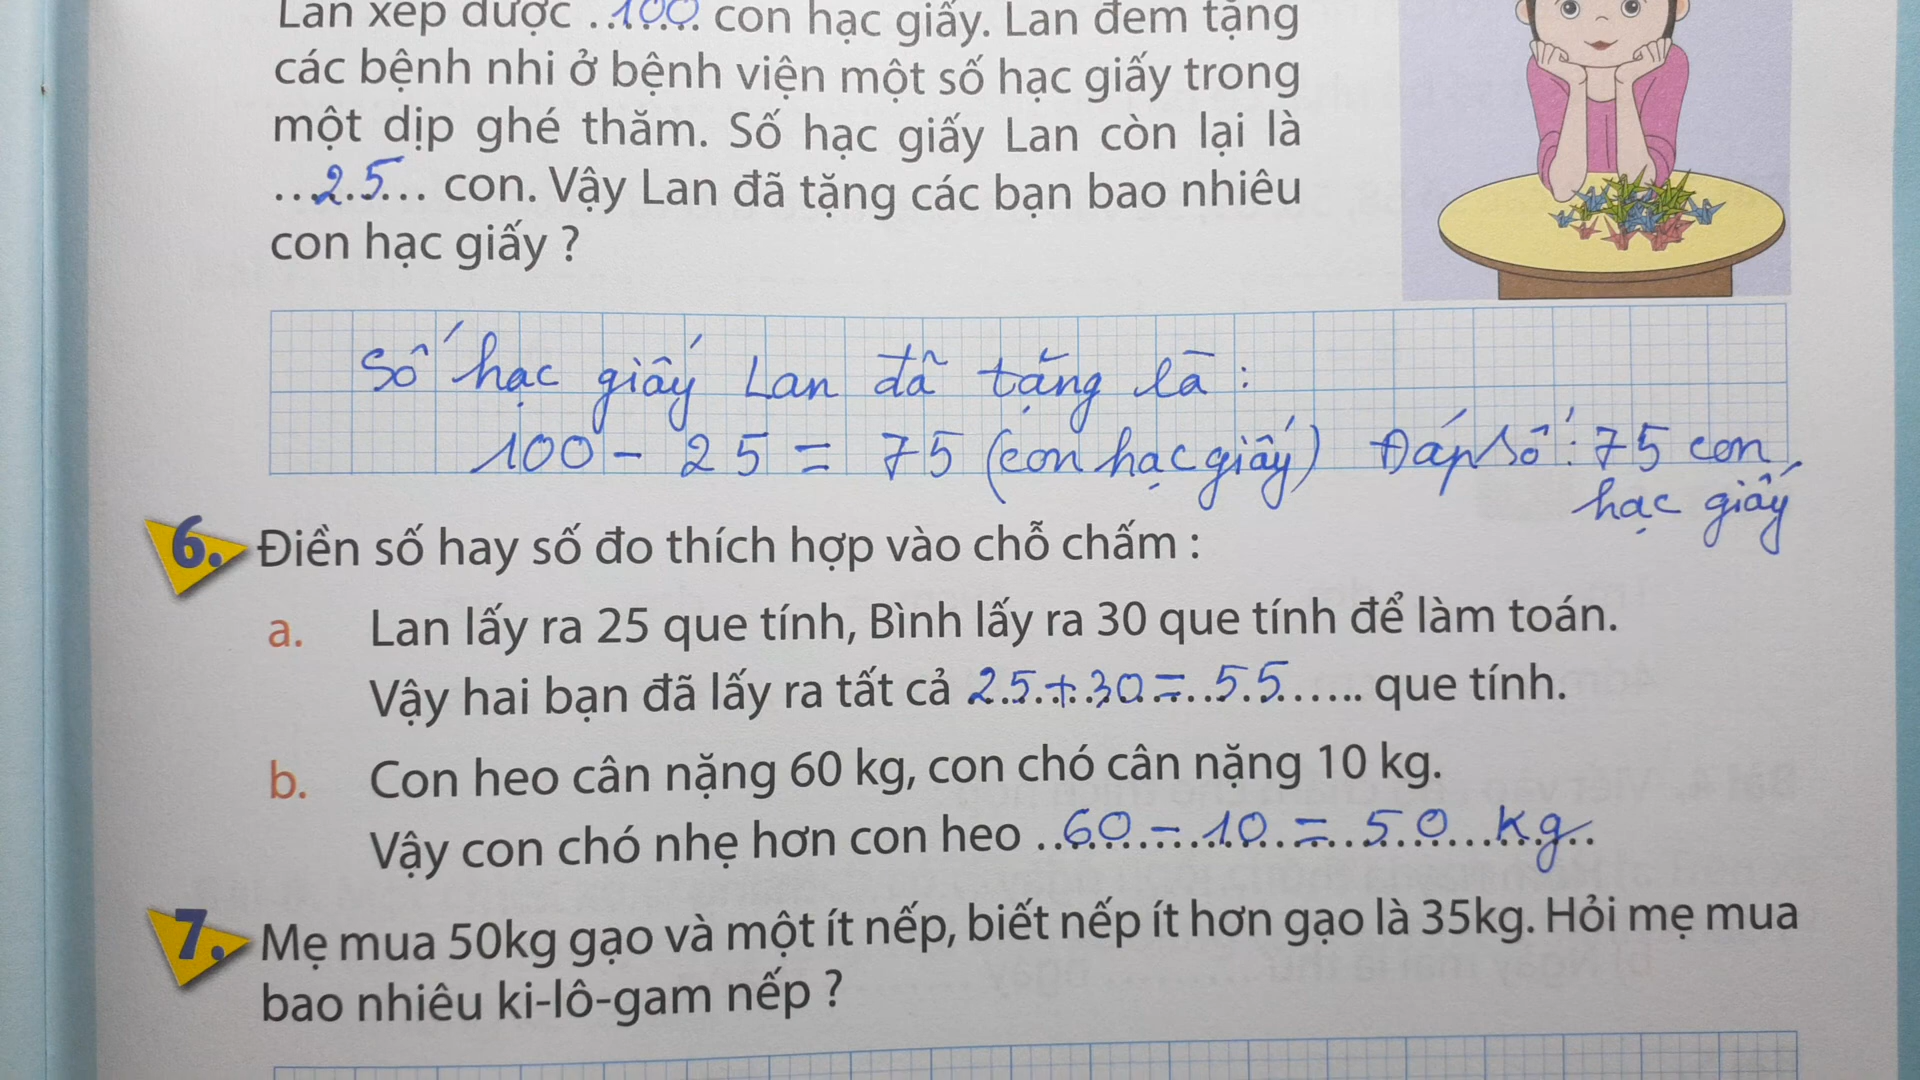 Lan xếp được ..100.. con hạc giấy. Lan đem tặng
các bệnh nhi ở bệnh viện một số hạc giấy trong
một dịp ghé thăm. Số hạc giấy Lan còn lại là
...25... con. Vậy Lan đã tặng các bạn bao nhiêu
con hạc giấy ?
Số hạc giấy Lan đã tặng là :
100 - 25 = 75 (con hạc giấy) Đáp số : 75 con
hạc giấy
6. Điền số hay số đo thích hợp vào chỗ chấm :
a. Lan lấy ra 25 que tính, Bình lấy ra 30 que tính để làm toán.
Vậy hai bạn đã lấy ra tất cả 25 + 30 = 55 ...... que tính.
b. Con heo cân nặng 60 kg, con chó cân nặng 10 kg.
Vậy con chó nhẹ hơn con heo ..60 - 10 = 50 kg..
7. Mẹ mua 50kg gạo và một ít nếp, biết nếp ít hơn gạo là 35kg. Hỏi mẹ mua
bao nhiêu ki-lô-gam nếp ?